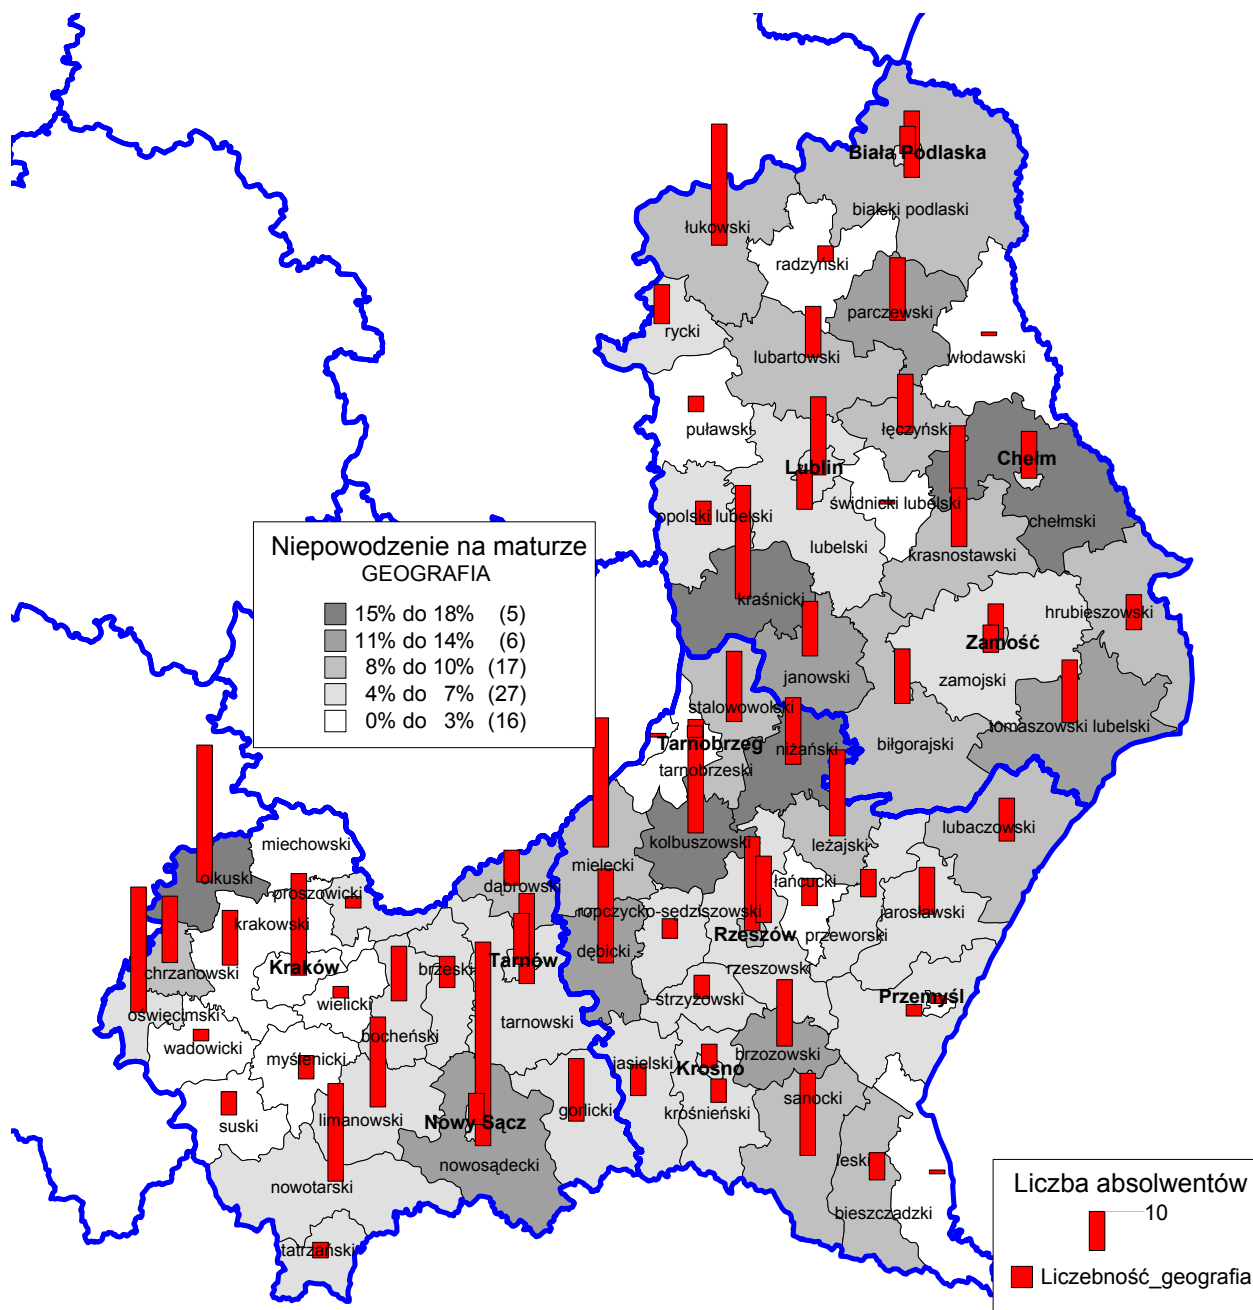 Biała Podlaska
bialski podlaski
łukowski
radzyński
parczewski
rycki
lubartowski
włodawski
puławski
łęczyński
Lublin
Chełm
świdnicki lubelski
opolski lubelski
chełmski
lubelski
krasnostawski
Niepowodzenie na maturze
GEOGRAFIA
15% do 18% (5)
11% do 14% (6)
8% do 10% (17)
4% do 7% (27)
0% do 3% (16)
kraśnicki
hrubieszowski
Zamość
janowski
zamojski
stalowowolski
tomaszowski lubelski
Tarnobrzeg
niżański
biłgorajski
tarnobrzeski
lubaczowski
miechowski
kolbuszowski
leżajski
mielecki
olkuski
dąbrowski
łańcucki
proszowicki
ropczycko-sędziszowski
jarosławski
krakowski
Rzeszów
przeworski
dębicki
Kraków
brzeski
Tarnów
chrzanowski
rzeszowski
strzyżowski
Przemyśl
wielicki
oświęcimski
tarnowski
bocheński
wadowicki
brzozowski
myślenicki
jasielski
Krosno
sanocki
krośnieński
gorlicki
limanowski
suski
Nowy Sącz
leski
nowosądecki
nowotarski
bieszczadzki
tatrzański
Liczba absolwentów
10
Liczebność_geografia